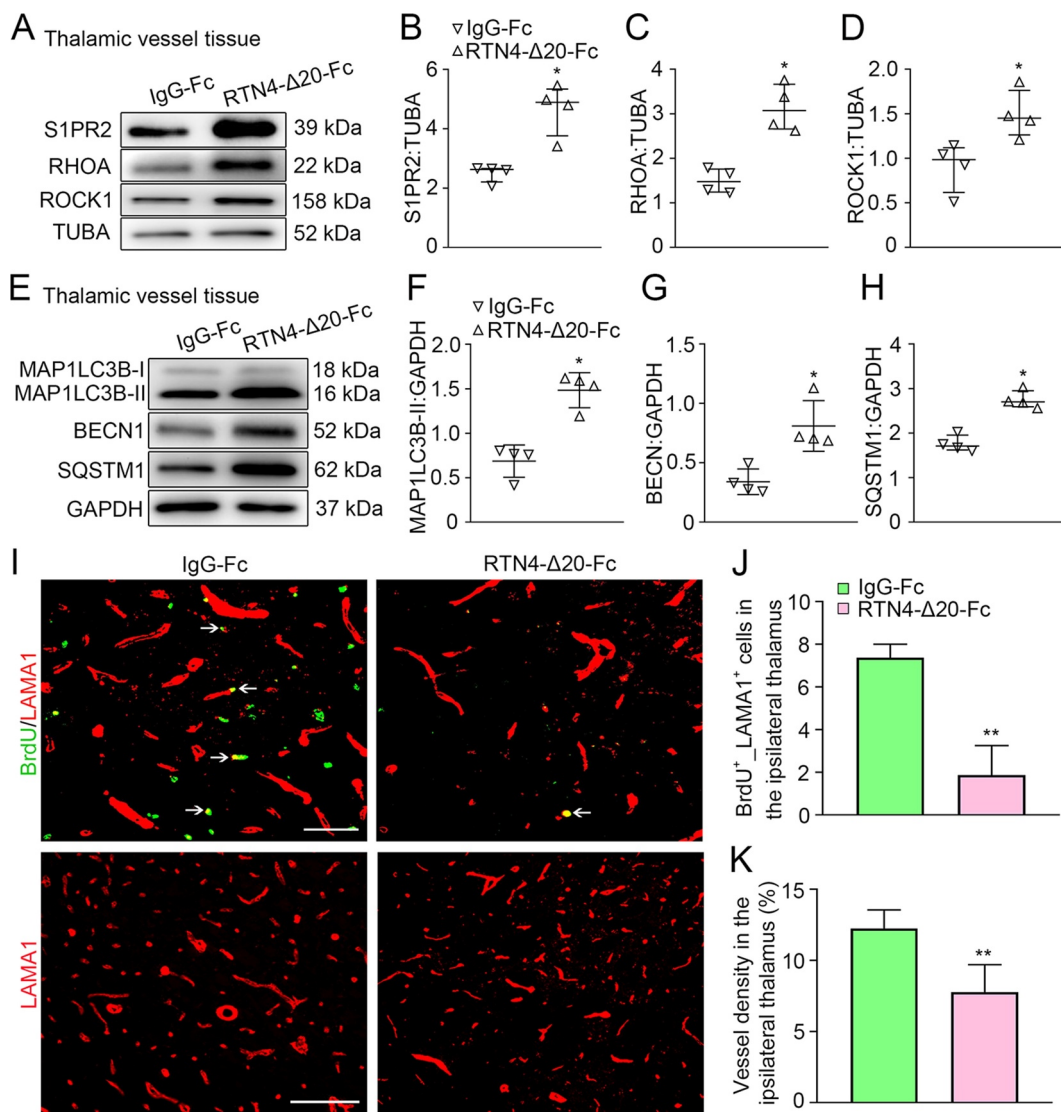 A Thalamic vessel tissue
IgG-Fc
RTN4-Δ20-Fc
S1PR2
39 kDa
RHOA
22 kDa
ROCK1
158 kDa
TUBA
52 kDa
B
▽IgG-Fc
△RTN4-Δ20-Fc
S1PR2:TUBA
6
4
2
0
*
C
RHOA:TUBA
4
3
2
1
0
*
D
ROCK1:TUBA
2.0
1.5
1.0
0.5
0
*
E Thalamic vessel tissue
IgG-Fc
RTN4-Δ20-Fc
MAP1LC3B-I
18 kDa
MAP1LC3B-II
16 kDa
BECN1
52 kDa
SQSTM1
62 kDa
GAPDH
37 kDa
F
▽IgG-Fc
△RTN4-Δ20-Fc
MAP1LC3B-II:GAPDH
2.0
1.5
1.0
0.5
0
*
G
BECN:GAPDH
1.5
1.0
0.5
0
*
H
SQSTM1:GAPDH
4
3
2
1
0
*
I
IgG-Fc
RTN4-Δ20-Fc
BrdU/LAMA1
LAMA1
J
IgG-Fc
RTN4-Δ20-Fc
BrdU⁺_LAMA1⁺ cells in
the ipsilateral thalamus
10
8
6
4
2
0
**
K
Vessel density in the
ipsilateral thalamus (%)
15
10
5
0
**